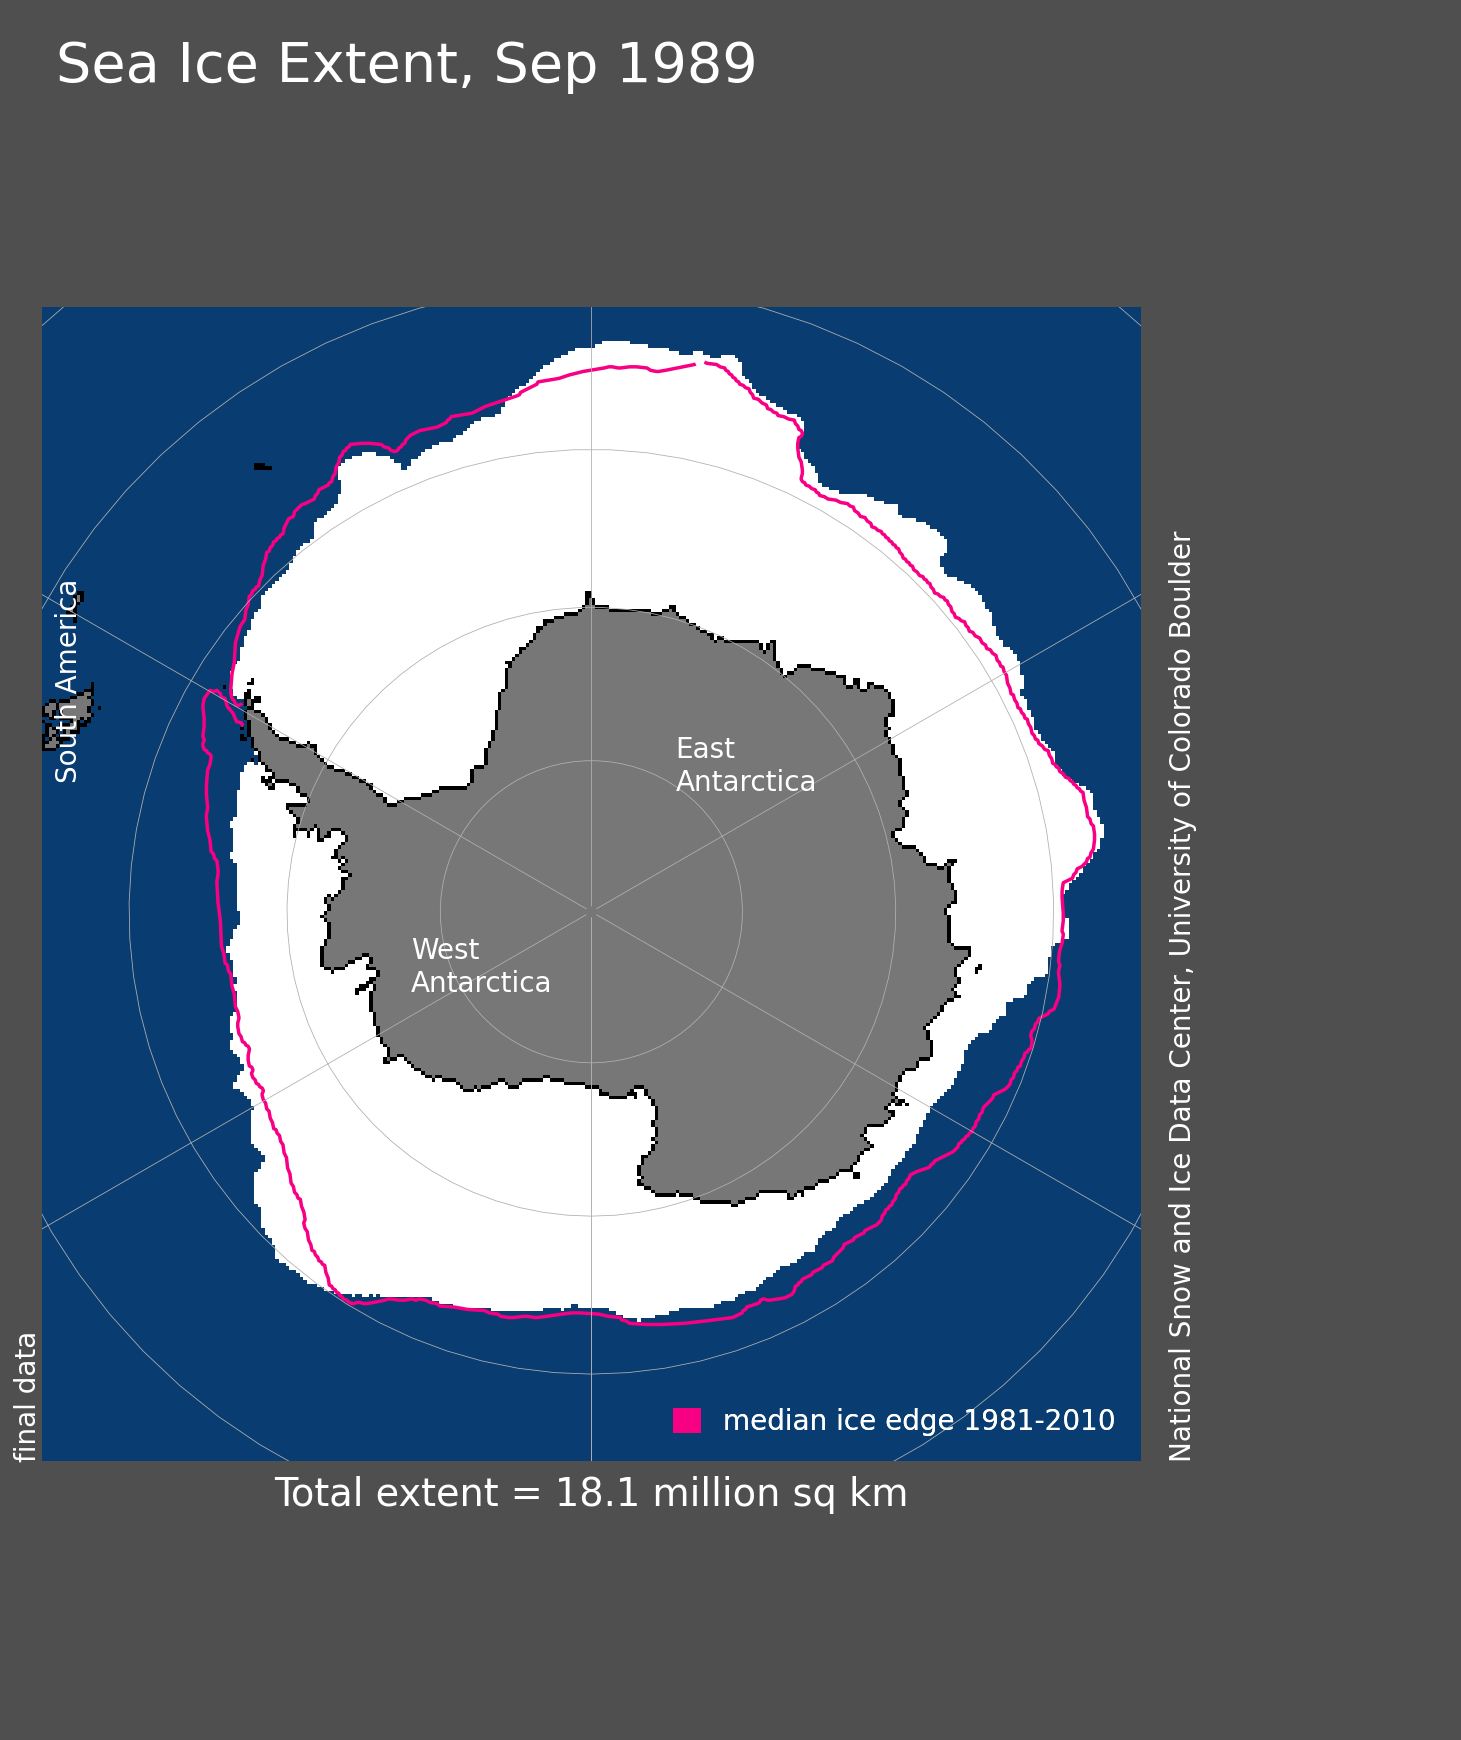 Sea Ice Extent, Sep 1989
South America
East
Antarctica
West
Antarctica
median ice edge 1981-2010
final data
National Snow and Ice Data Center, University of Colorado Boulder
Total extent = 18.1 million sq km